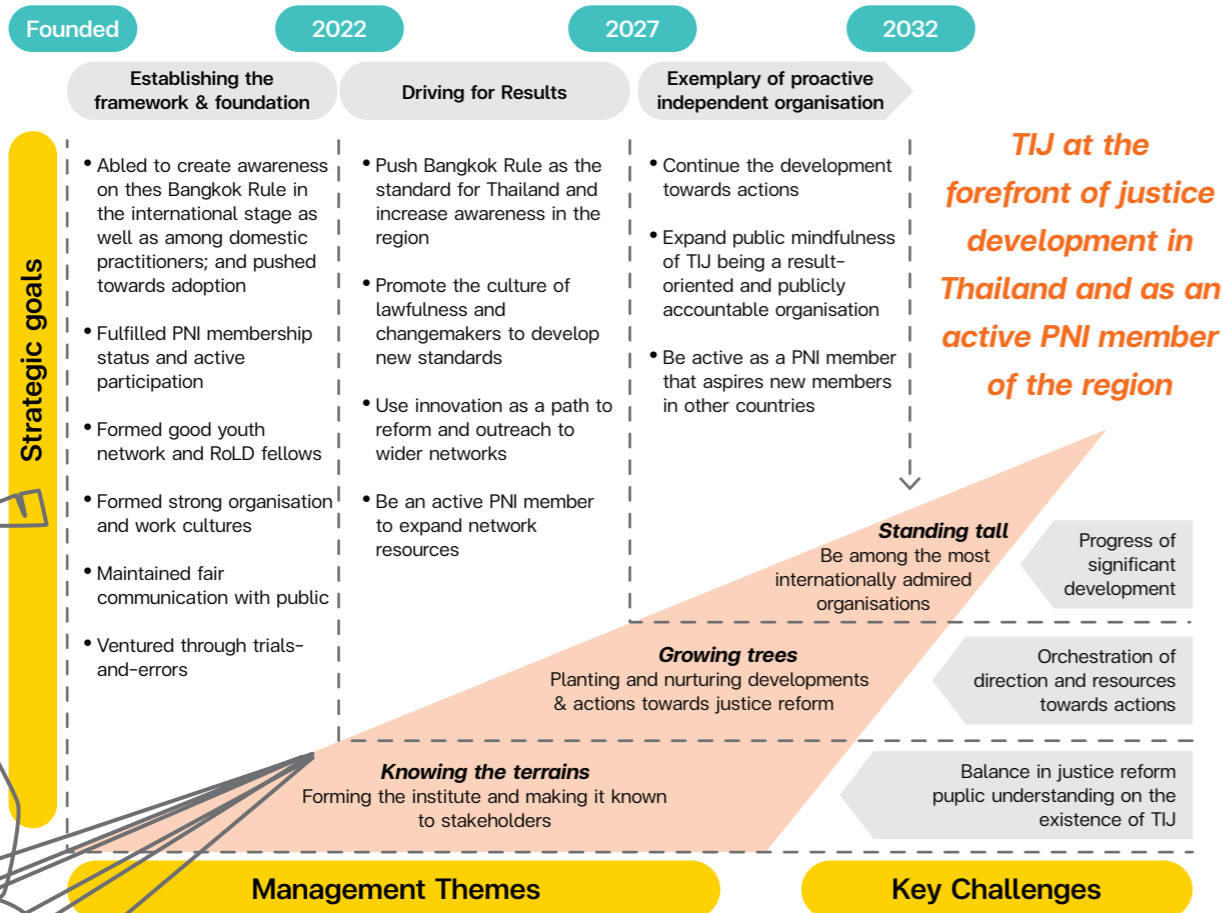 Founded
2022
2027
2032
Establishing the
framework & foundation
Driving for Results
Exemplary of proactive
independent organisation
Strategic goals
• Abled to create awareness
on thes Bangkok Rule in
the international stage as
well as among domestic
practitioners; and pushed
towards adoption
• Fulfilled PNI membership
status and active
participation
• Formed good youth
network and RoLD fellows
• Formed strong organisation
and work cultures
• Maintained fair
communication with public
• Ventured through trials-
and-errors
• Push Bangkok Rule as the
standard for Thailand and
increase awareness in the
region
• Promote the culture of
lawfulness and
changemakers to develop
new standards
• Use innovation as a path to
reform and outreach to
wider networks
• Be an active PNI member
to expand network
resources
• Continue the development
towards actions
• Expand public mindfulness
of TIJ being a result-
oriented and publicly
accountable organisation
• Be active as a PNI member
that aspires new members
in other countries
TIJ at the
forefront of justice
development in
Thailand and as an
active PNI member
of the region
Standing tall
Be among the most
internationally admired
organisations
Progress of
significant
development
Growing trees
Planting and nurturing developments
& actions towards justice reform
Orchestration of
direction and resources
towards actions
Knowing the terrains
Forming the institute and making it known
to stakeholders
Balance in justice reform
puplic understanding on the
existence of TIJ
Management Themes
Key Challenges